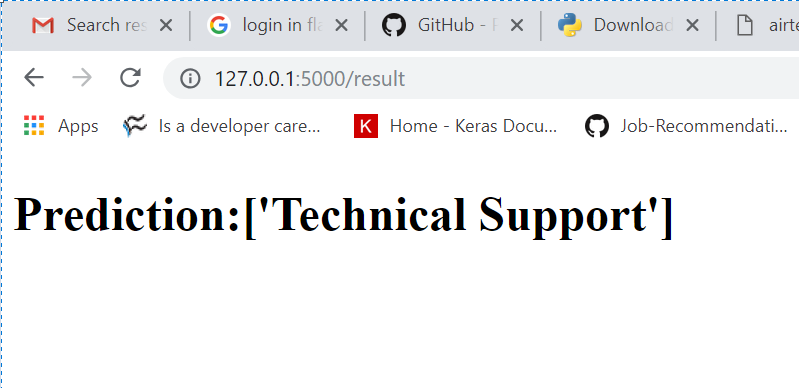 Search res
login in fla
GitHub - P
Download
airte
127.0.0.1:5000/result
Apps
Is a developer care...
K
Home - Keras Docu...
Job-Recommendati...
Prediction:['Technical Support']